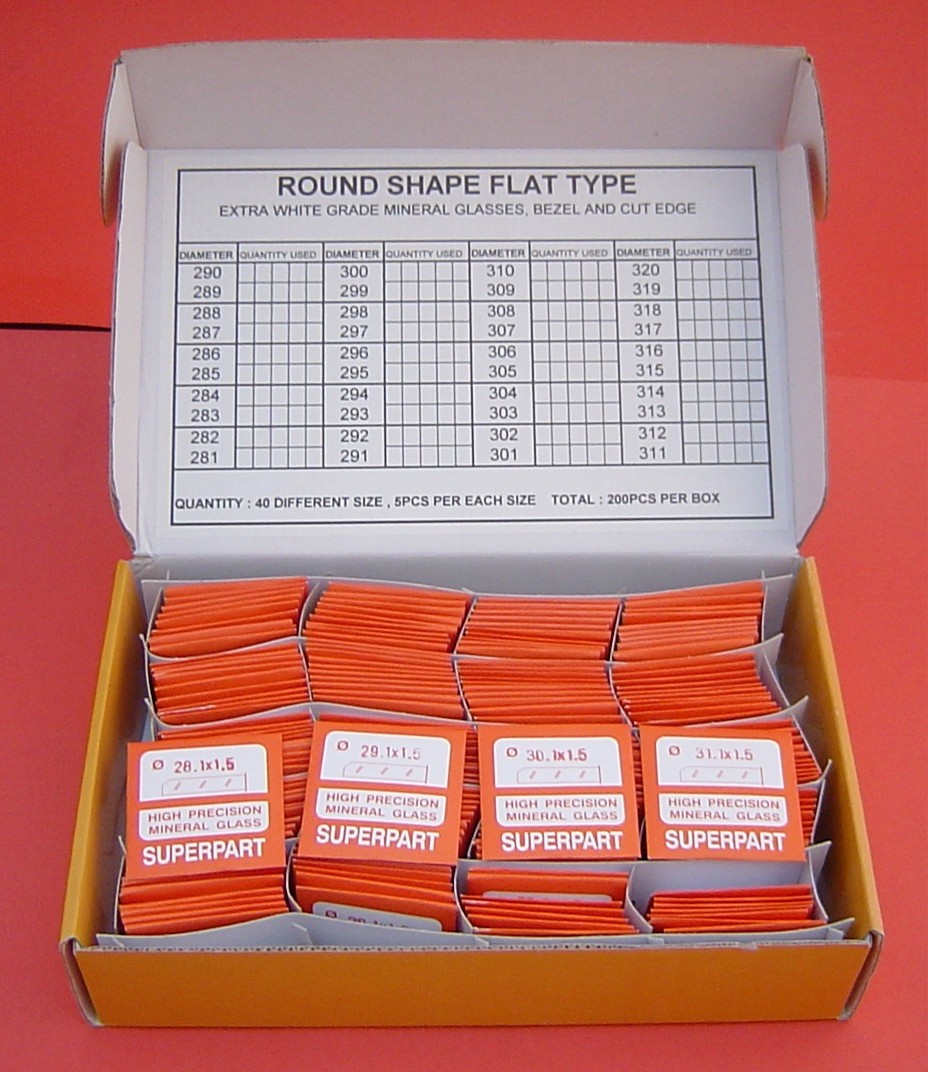 ROUND SHAPE FLAT TYPE
EXTRA WHITE GRADE MINERAL GLASSES, BEZEL AND CUT EDGE
DIAMETER QUANTITY USED DIAMETER QUANTITY USED DIAMETER QUANTITY USED DIAMETER QUANTITY USED
290 300 310 320
289 299 309 319
288 298 308 318
287 297 307 317
286 296 306 316
285 295 305 315
284 294 304 314
283 293 303 313
282 292 302 312
281 291 301 311
QUANTITY : 40 DIFFERENT SIZE , 5PCS PER EACH SIZE TOTAL : 200PCS PER BOX
Ø 28.1x1.5
HIGH PRECISION
MINERAL GLASS
SUPERPART
Ø 29.1x1.5
HIGH PRECISION
MINERAL GLASS
SUPERPART
Ø 30.1x1.5
HIGH PRECISION
MINERAL GLASS
SUPERPART
Ø 31.1x1.5
HIGH PRECISION
MINERAL GLASS
SUPERPART